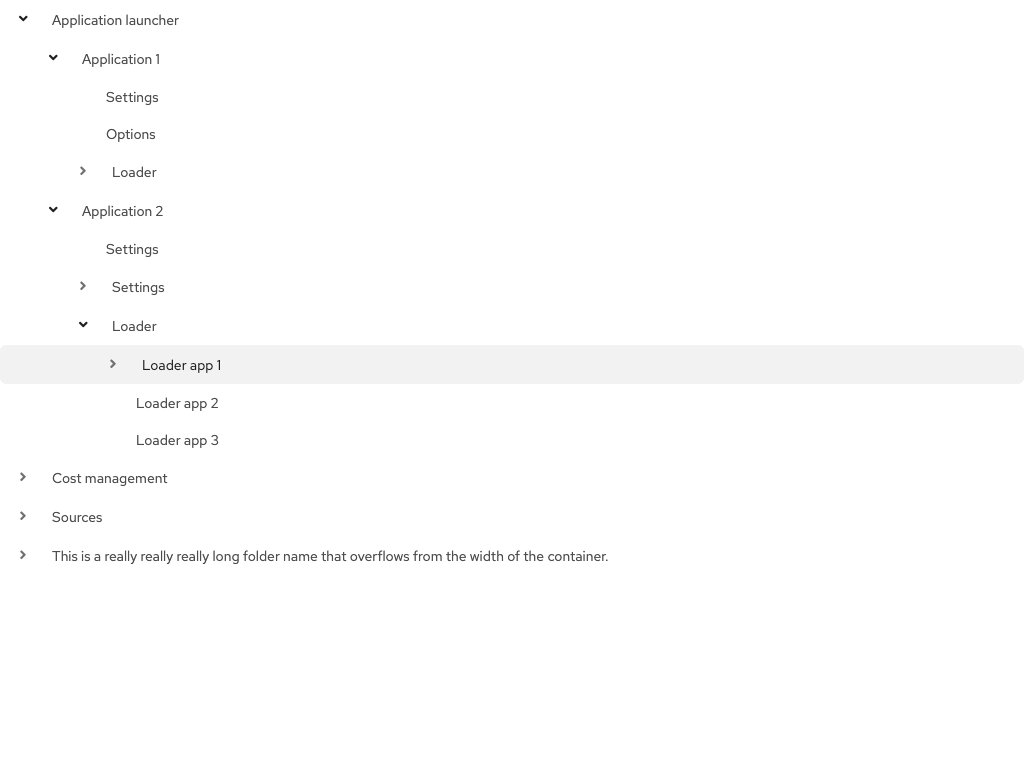 Application launcher
Application 1
Settings
Options
Loader
Application 2
Settings
Settings
Loader
Loader app 1
Loader app 2
Loader app 3
Cost management
Sources
This is a really really really long folder name that overflows from the width of the container.